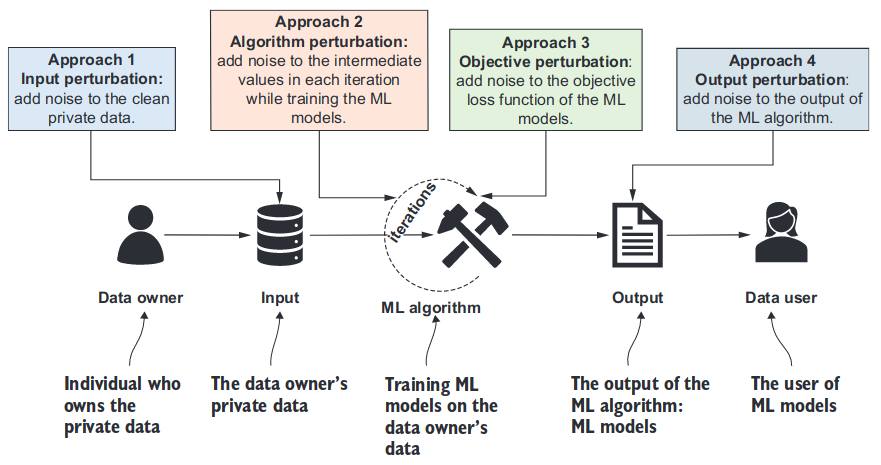 Approach 1
Input perturbation:
add noise to the clean
private data.
Approach 2
Algorithm perturbation:
add noise to the intermediate
values in each iteration
while training the ML
models.
Approach 3
Objective perturbation:
add noise to the objective
loss function of the ML
models.
Approach 4
Output perturbation:
add noise to the output of
the ML algorithm.
iterations
Data owner
Input
ML algorithm
Output
Data user
Individual who
owns the
private data
The data owner's
private data
Training ML
models on the
data owner's
data
The output of the
ML algorithm:
ML models
The user of
ML models